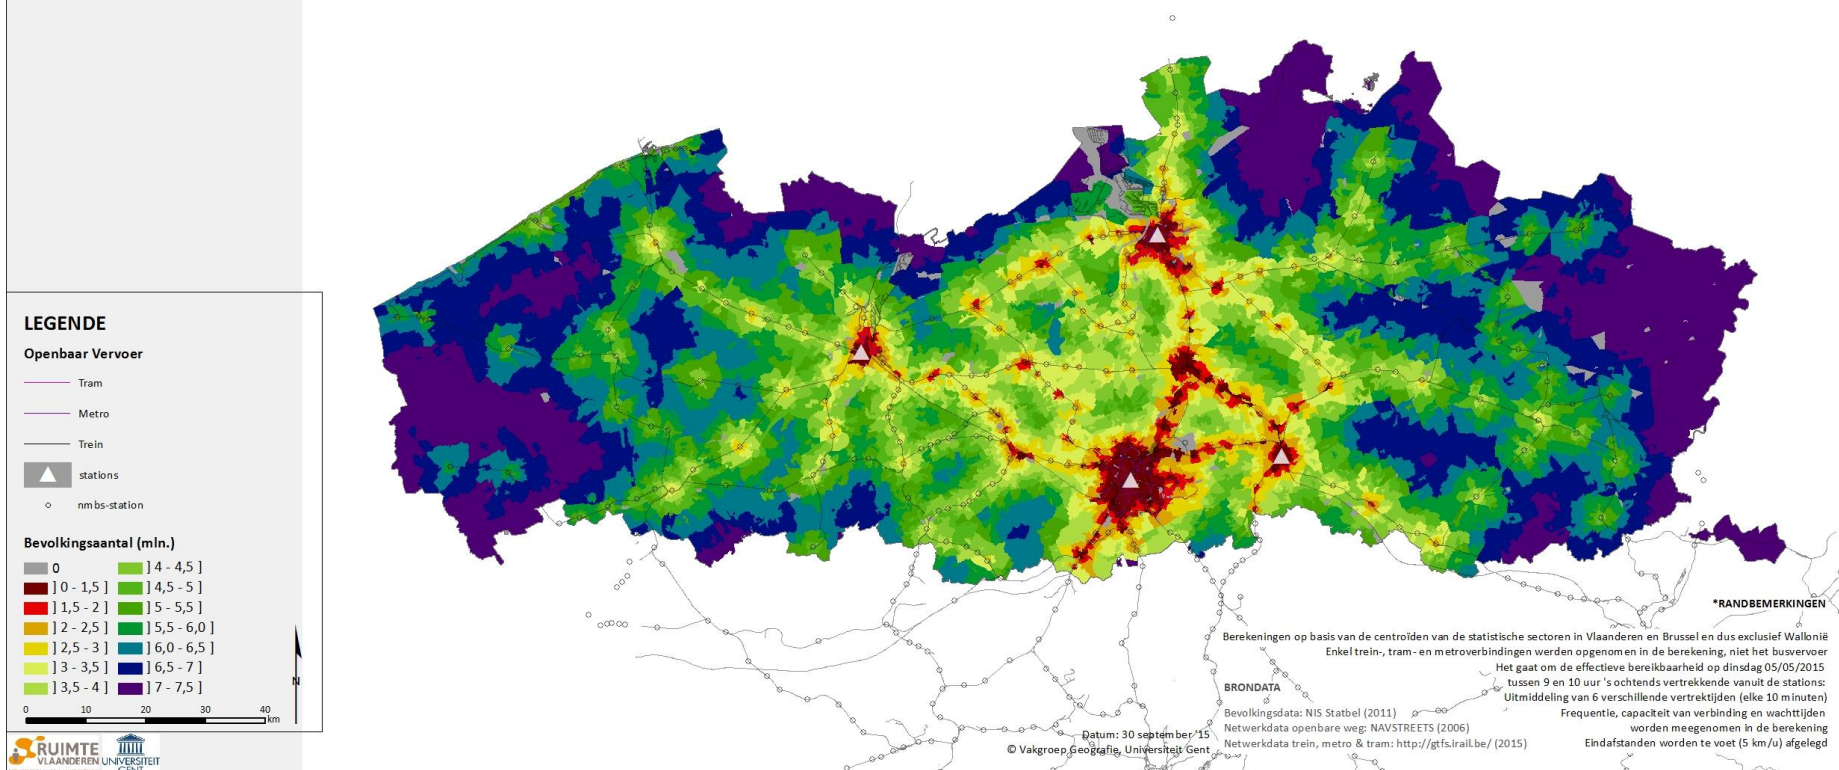 LEGENDE
Openbaar Vervoer
Tram
Metro
Trein
stations
nmbs-station
Bevolkingsaantal (mln.)
0
] 0 - 1,5 ]
] 1,5 - 2 ]
] 2 - 2,5 ]
] 2,5 - 3 ]
] 3 - 3,5 ]
] 3,5 - 4 ]
] 4 - 4,5 ]
] 4,5 - 5 ]
] 5 - 5,5 ]
] 5,5 - 6,0 ]
] 6,0 - 6,5 ]
] 6,5 - 7 ]
] 7 - 7,5 ]
N
0 10 20 30 40
km
RUIMTE
VLAANDEREN
UNIVERSITEIT
GENT
*RANDBEMERKINGEN
Berekeningen op basis van de centroïden van de statistische sectoren in Vlaanderen en Brussel en dus exclusief Wallonië
Enkel trein-, tram- en metroverbindingen werden opgenomen in de berekening, niet het busvervoer
Het gaat om de effectieve bereikbaarheid op dinsdag 05/05/2015
tussen 9 en 10 uur 's ochtends vertrekkende vanuit de stations:
Uitmiddeling van 6 verschillende vertrektijden (elke 10 minuten)
Frequentie, capaciteit van verbinding en wachttijden
worden meegenomen in de berekening
Eindafstanden worden te voet (5 km/u) afgelegd
BRONDATA
Bevolkingsdata: NIS Statbel (2011)
Netwerkdata openbare weg: NAVSTREETS (2006)
Netwerkdata trein, metro & tram: http://gtfs.irail.be/ (2015)
Datum: 30 september '15
© Vakgroep Geografie, Universiteit Gent